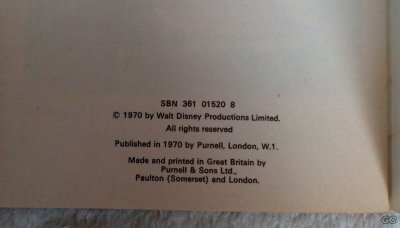 SBN 361 01520 8
© 1970 by Walt Disney Productions Limited.
All rights reserved
Published in 1970 by Purnell, London, W.1.
Made and printed in Great Britain by
Purnell & Sons Ltd.,
Paulton (Somerset) and London.
GC